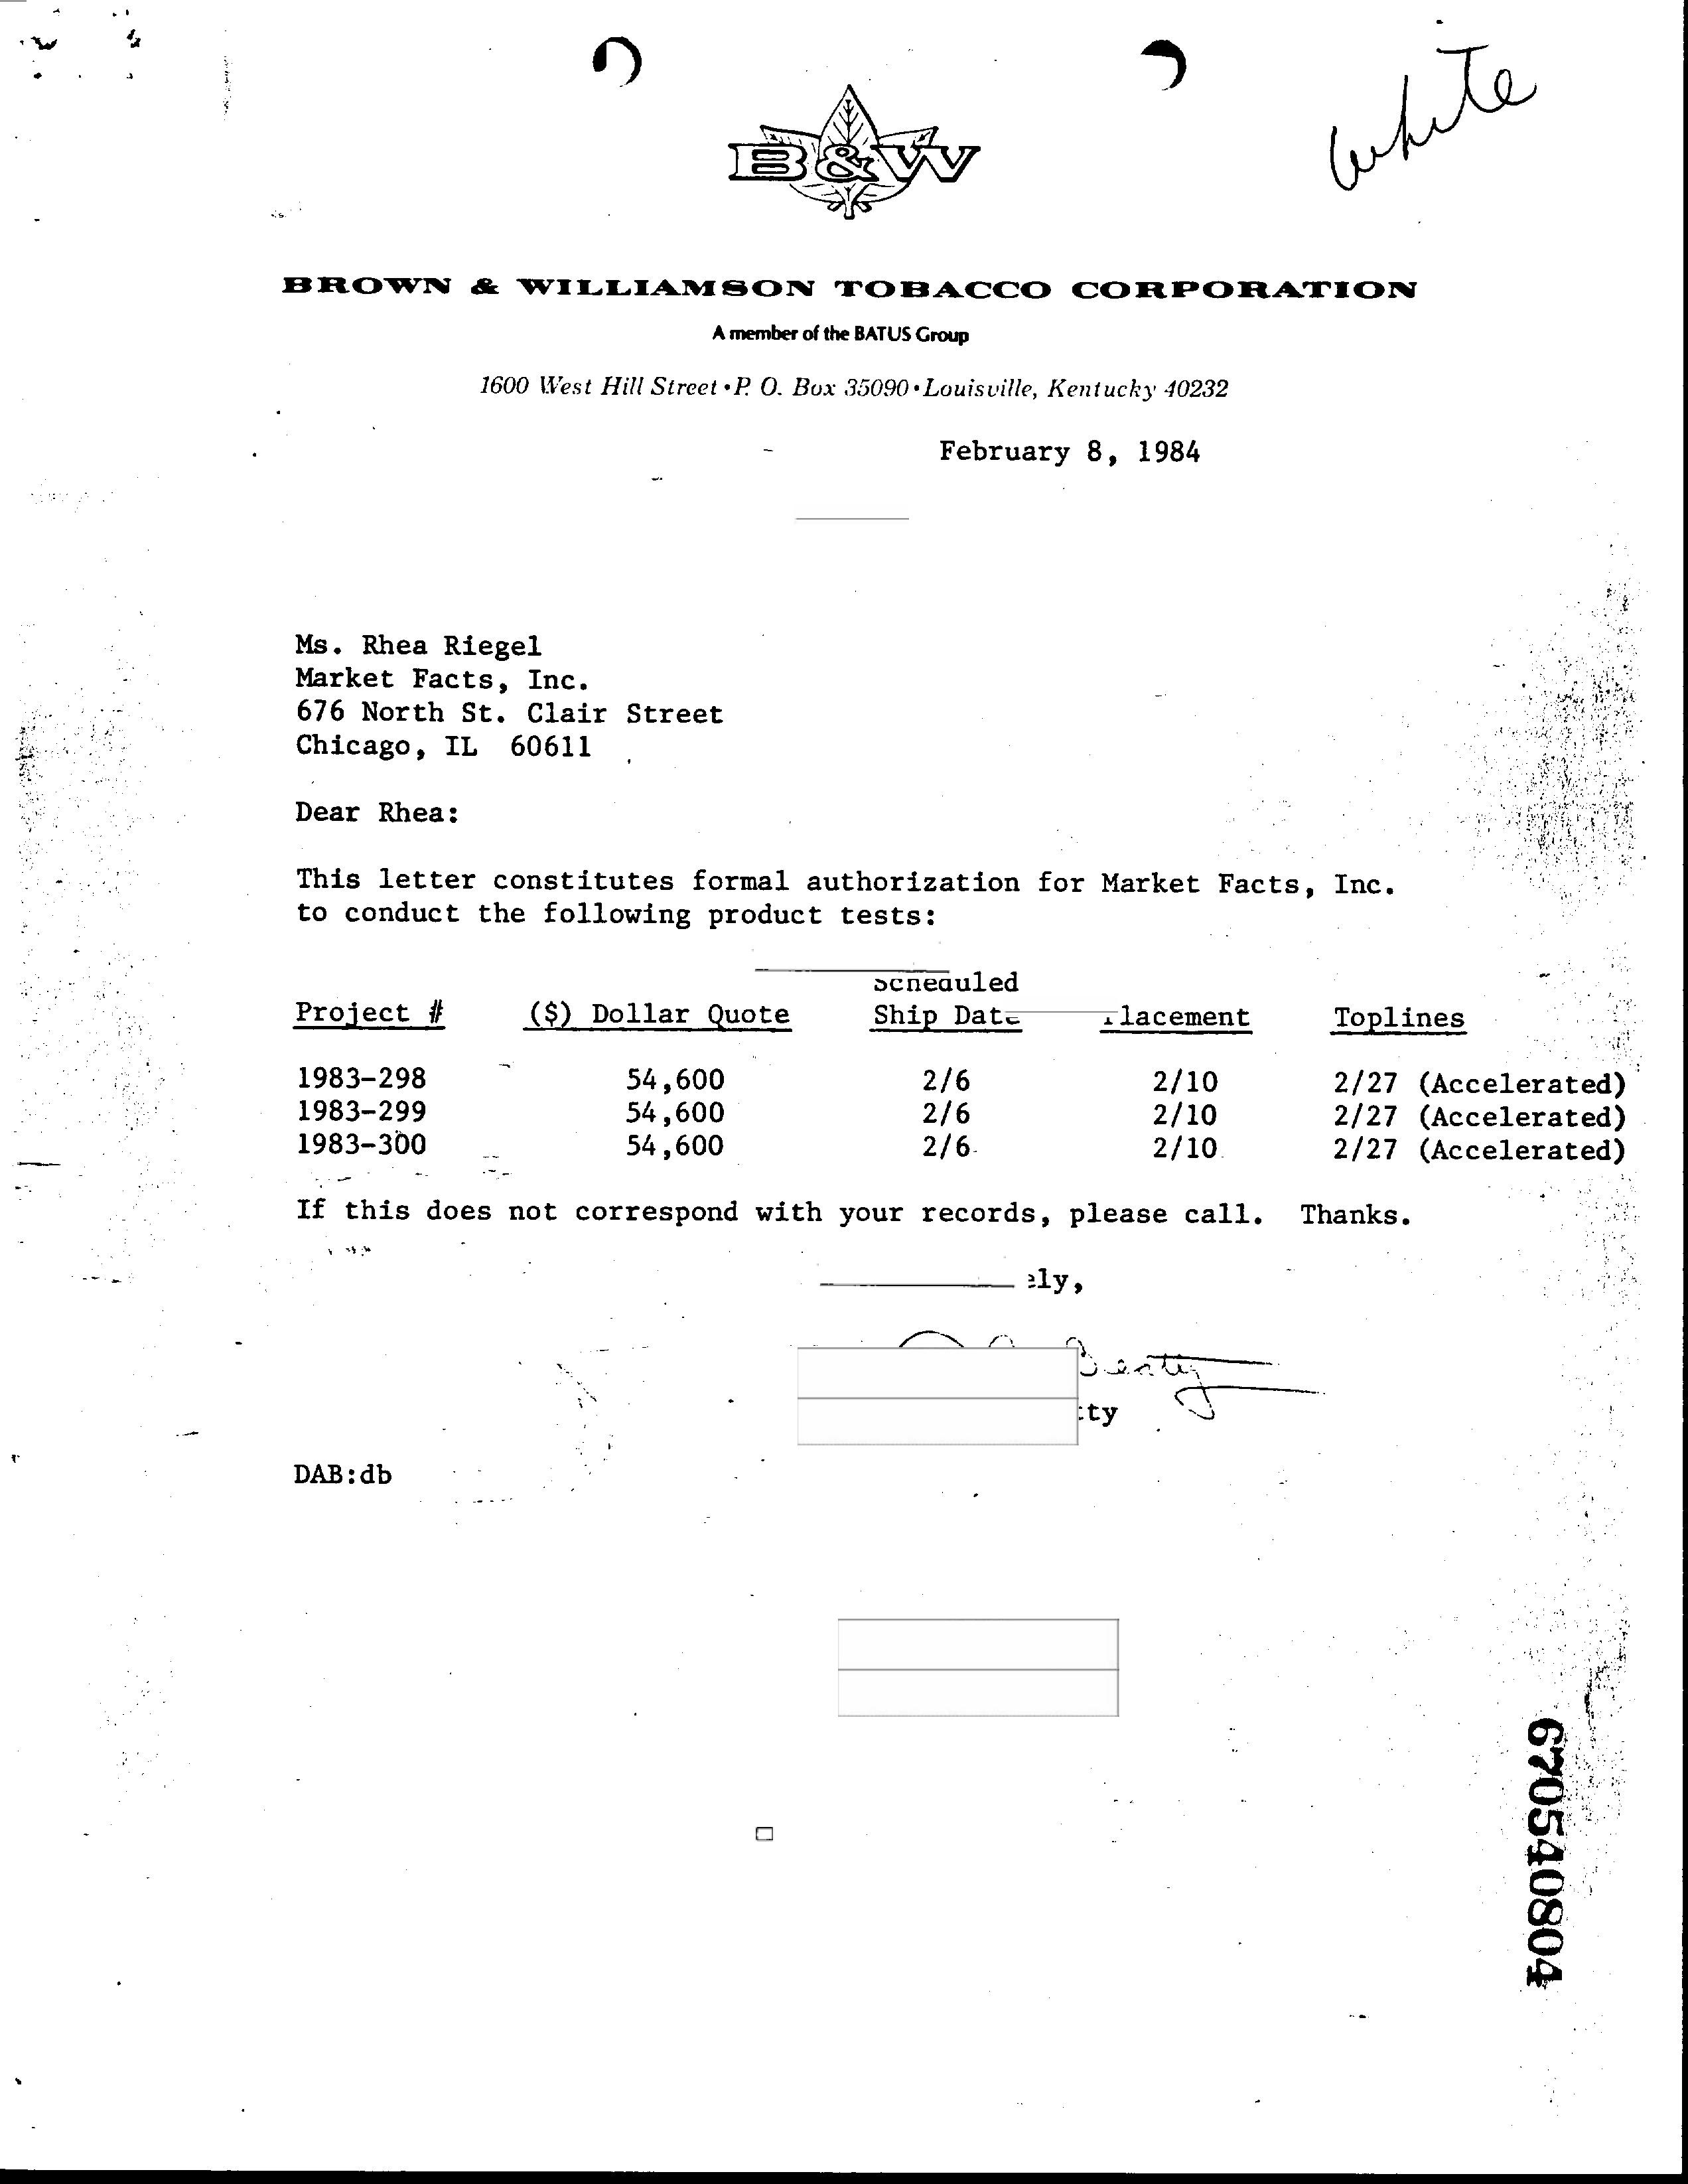 white
B&W
BROWN & WILLIAMSON TOBACCO CORPORATION
A member of the BATUS Group
1600 West Hill Street • P. O. Box 35090 • Louisville, Kentucky 40232
February 8, 1984
Ms. Rhea Riegel
Market Facts, Inc.
676 North St. Clair Street
Chicago, IL 60611
Dear Rhea:
This letter constitutes formal authorization for Market Facts, Inc.
to conduct the following product tests:
Scheduled
Project # ($) Dollar Quote Ship Date lacement Toplines
1983-298 54,600 2/6 2/10 2/27 (Accelerated)
1983-299 54,600 2/6 2/10 2/27 (Accelerated)
1983-300 54,600 2/6 2/10 2/27 (Accelerated)
If this does not correspond with your records, please call. Thanks.
ely,
Beatty
tty
DAB:db
670540804